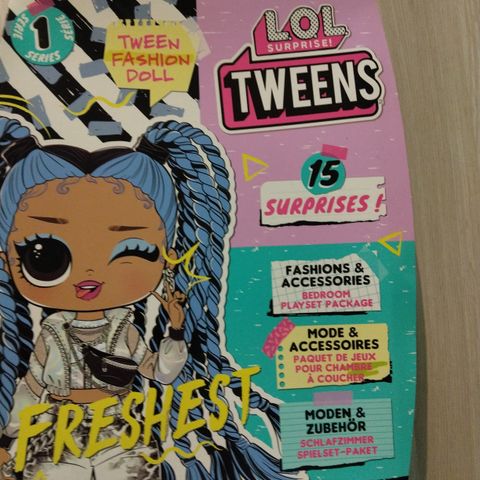 SERIE
1
SÉRIE
SERIES
TWEEN
FASHION
DOLL
L.O.L.
SURPRISE!
TWEENS
15
SURPRISES!
FASHIONS &
ACCESSORIES
BEDROOM
PLAYSET PACKAGE
MODE &
ACCESSOIRES
PAQUET DE JEUX
POUR CHAMBRE
À COUCHER
MODEN &
ZUBEHÖR
SCHLAFZIMMER
SPIELSET-PAKET
FRESHEST